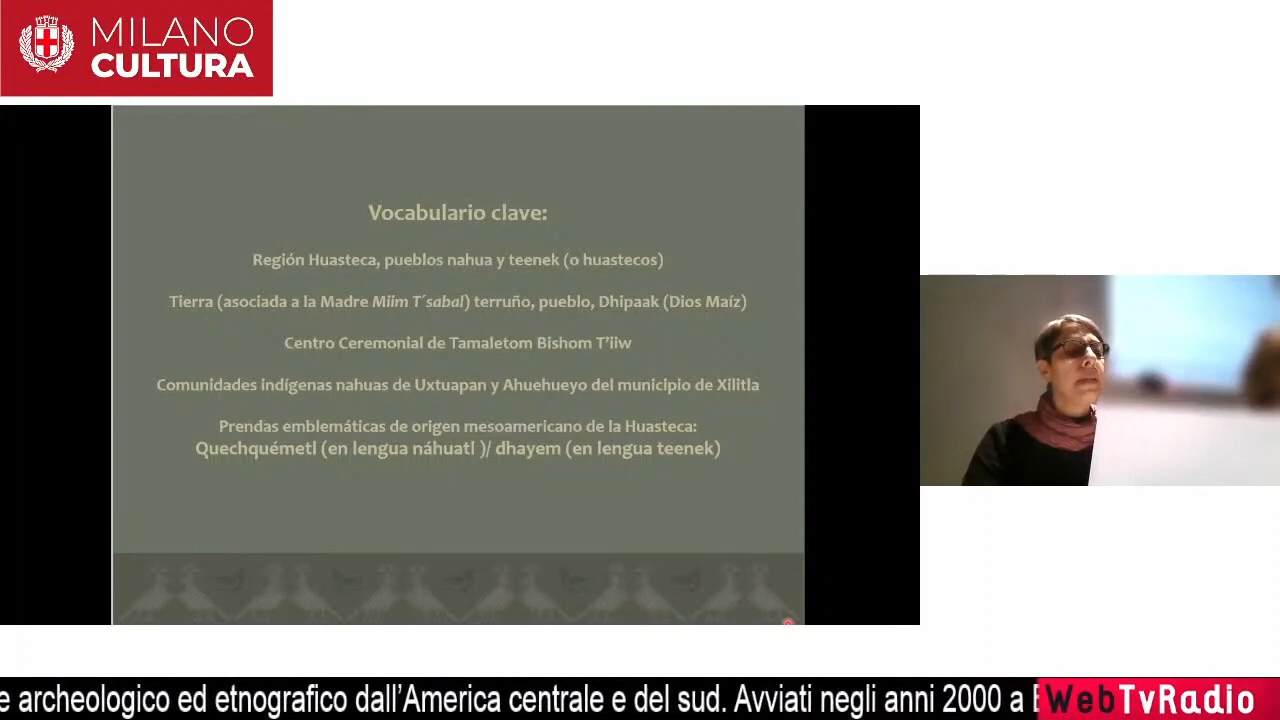 MILANO
CULTURA
Vocabulario clave:
Región Huasteca, pueblos nahua y teenek (o huastecos)
Tierra (asociada a la Madre Miim T´sabal) terruño, pueblo, Dhipaak (Dios Maíz)
Centro Ceremonial de Tamaletom Bishom T’iiw
Comunidades indígenas nahuas de Uxtuapan y Ahuehueyo del municipio de Xilitla
Prendas emblemáticas de origen mesoamericano de la Huasteca:
Quechquémetl (en lengua náhuatl )/ dhayem (en lengua teenek)
e archeologico ed etnografico dall’America centrale e del sud. Avviati negli anni 2000 a
WebTvRadio